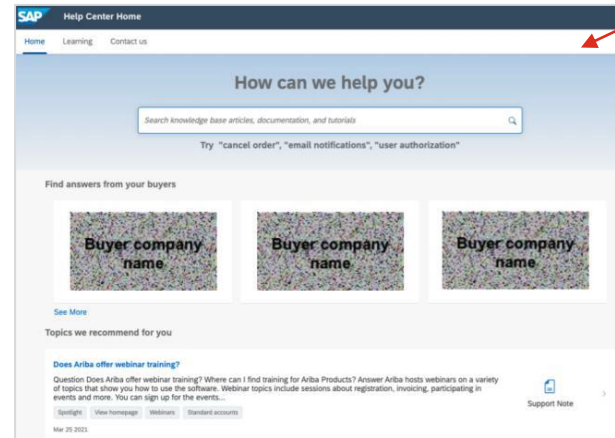 SAP Help Center Home
Home Learning Contact us
How can we help you?
Search knowledge base articles, documentation, and tutorials
Try "cancel order", "email notifications", "user authorization"
Find answers from your buyers
Buyer company name
Buyer company name
Buyer company name
See More
Topics we recommend for you
Does Ariba offer webinar training?
Question Does Ariba offer webinar training? Where can I find training for Ariba Products? Answer Ariba hosts webinars on a variety
of topics that show you how to use the software. Webinar topics include sessions about registration, invoicing, participating in
events and more. You can sign up for the events...
Support Note
Spotlight View homepage Webinars Standard accounts
Mar 25 2021